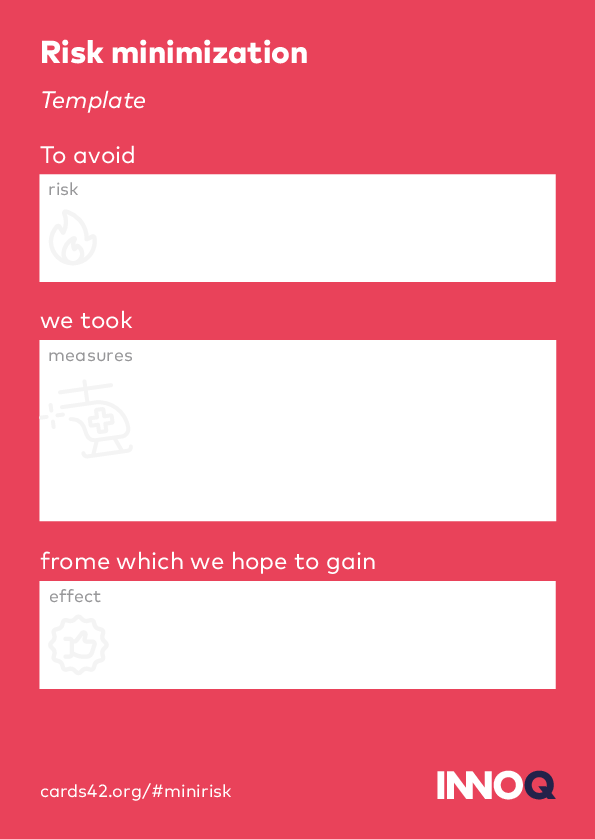 Risk minimization
Template
To avoid
risk
we took
measures
frome which we hope to gain
effect
cards42.org/#minirisk
INNOQ